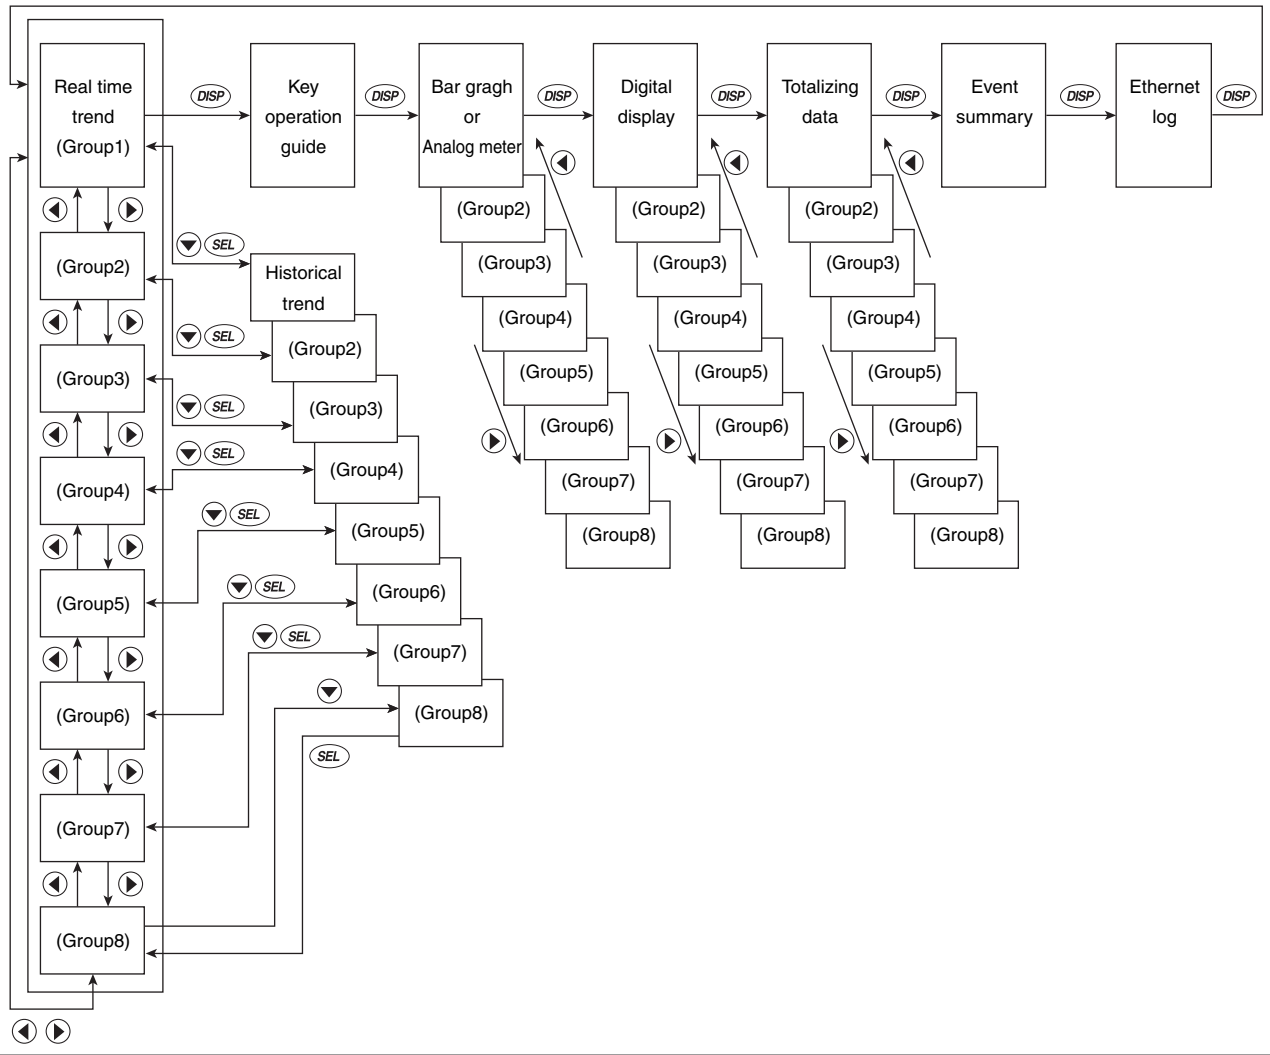 Real time
trend
(Group1)
DISP
Key
operation
guide
DISP
Bar gragh
or
Analog meter
DISP
Digital
display
DISP
Totalizing
data
DISP
Event
summary
DISP
Ethernet
log
DISP
(Group2)
(Group3)
(Group4)
(Group5)
(Group6)
(Group7)
(Group8)
SEL
SEL
SEL
SEL
SEL
SEL
SEL
SEL
Historical
trend
(Group2)
(Group3)
(Group4)
(Group5)
(Group6)
(Group7)
(Group8)
(Group2)
(Group3)
(Group4)
(Group5)
(Group6)
(Group7)
(Group8)
(Group2)
(Group3)
(Group4)
(Group5)
(Group6)
(Group7)
(Group8)
(Group2)
(Group3)
(Group4)
(Group5)
(Group6)
(Group7)
(Group8)